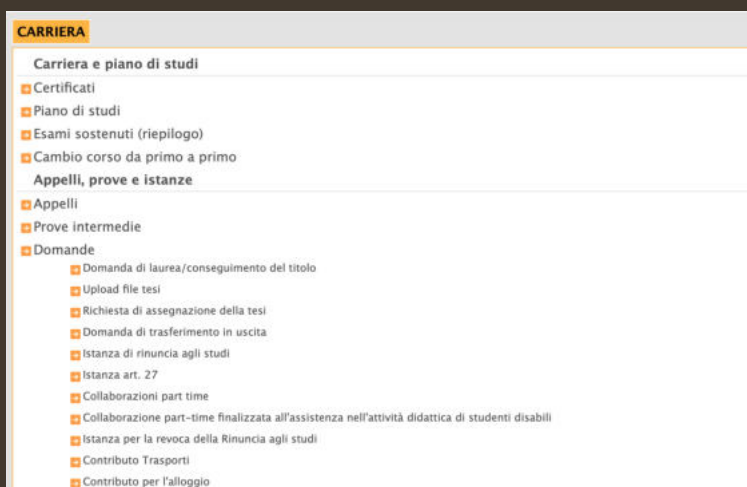 CARRIERA
Carriera e piano di studi
Certificati
Piano di studi
Esami sostenuti (riepilogo)
Cambio corso da primo a primo
Appelli, prove e istanze
Appelli
Prove intermedie
Domande
Domanda di laurea/conseguimento del titolo
Upload file tesi
Richiesta di assegnazione della tesi
Domanda di trasferimento in uscita
Istanza di rinuncia agli studi
Istanza art. 27
Collaborazioni part time
Collaborazione part-time finalizzata all'assistenza nell'attività didattica di studenti disabili
Istanza per la revoca della Rinuncia agli studi
Contributo Trasporti
Contributo per l'alloggio